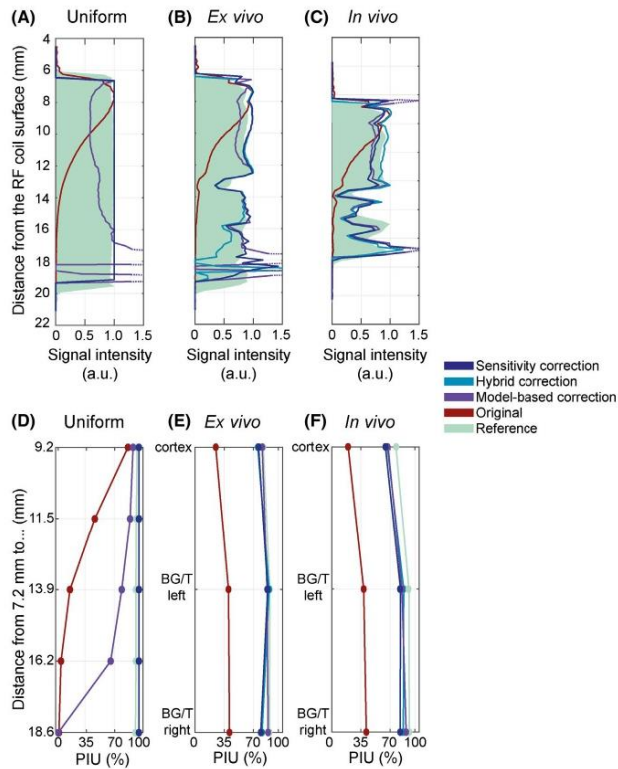 (A) Uniform
(B) Ex vivo
(C) In vivo
Distance from the RF coil surface (mm)
4
6
8
10
12
14
16
18
20
22
0 0.5 1.0 1.5
0 0.5 1.0 1.5
0 0.5 1.0 1.5
Signal intensity
(a.u.)
Signal intensity
(a.u.)
Signal intensity
(a.u.)
Sensitivity correction
Hybrid correction
Model-based correction
Original
Reference
(D) Uniform
(E) Ex vivo
(F) In vivo
Distance from 7.2 mm to... (mm)
9.2
11.5
13.9
16.2
18.6
cortex
BG/T
left
BG/T
right
cortex
BG/T
left
BG/T
right
0 35 70 100
0 35 70 100
0 35 70 100
PIU (%)
PIU (%)
PIU (%)